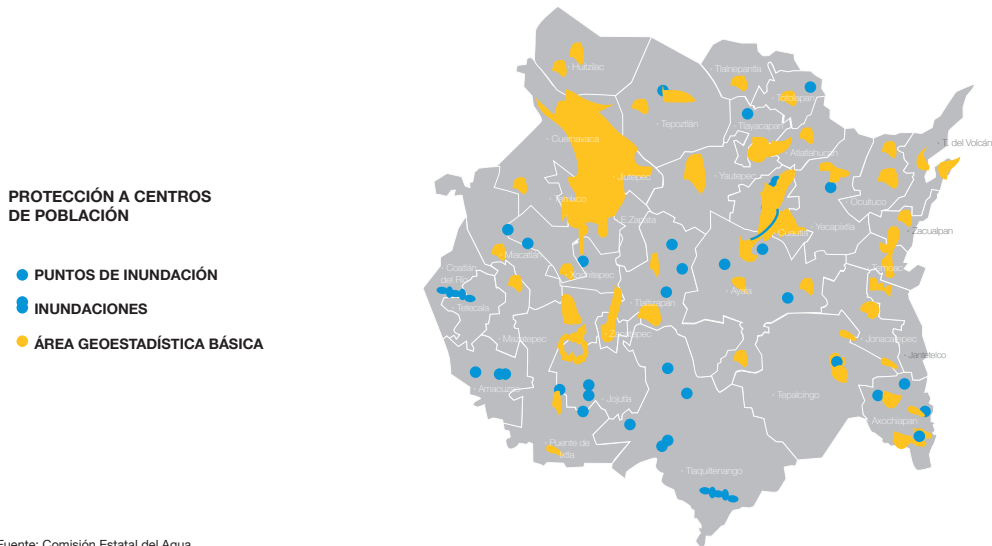 PROTECCIÓN A CENTROS
DE POBLACIÓN
PUNTOS DE INUNDACIÓN
INUNDACIONES
ÁREA GEOESTADÍSTICA BÁSICA
· Huitzilac
· Tlalnepantla
· Totolapan
· Tepoztlán
· Tlayacapan
· Cuernavaca
· Atlatlahucan
· T. del Volcán
· Jiutepec
· Yautepec
· Ocuituco
· Temixco
· E.Zapata
· Cuautla
· Yecapixtla
· Zacualpan
· Miacatlán
· Coatlán
del Río
· Xochitepec
· Temoac
· Tetecala
· Tlaltizapán
· Ayala
· Mazatepec
· Zacatepec
· Jonacatepec
· Jantetelco
· Amacuzac
· Jojutla
· Tepalcingo
· Axochiapan
· Puente de
Ixtla
· Tlaquiltenango
Fuente: Comisión Estatal del Agua